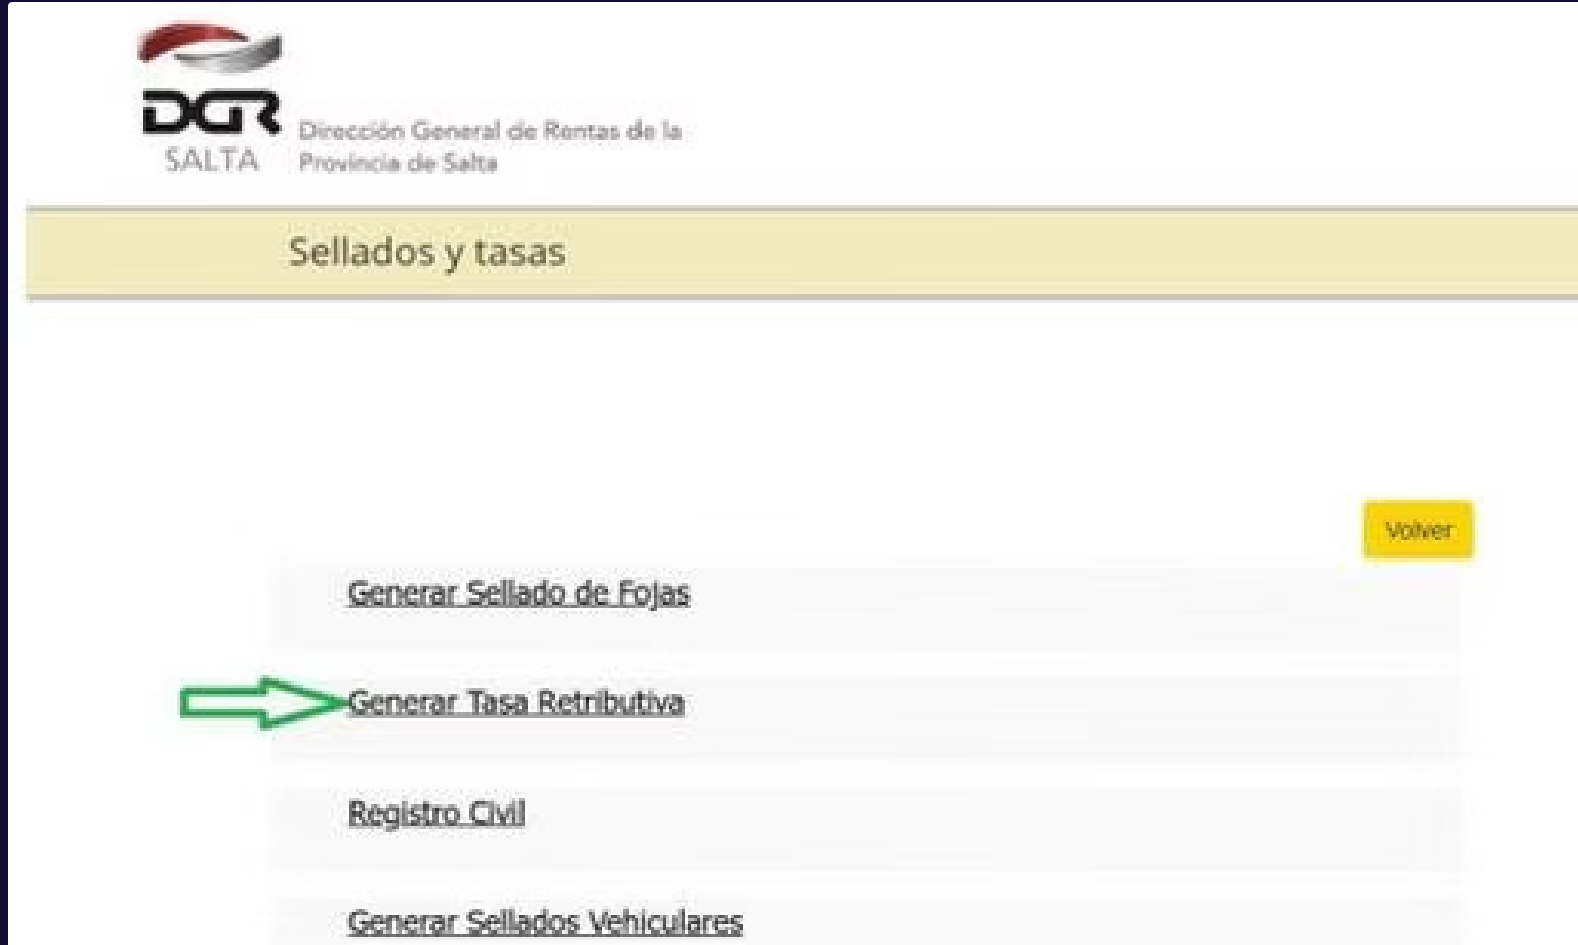 DGR
SALTA
Dirección General de Rentas de la
Provincia de Salta
Sellados y tasas
Volver
Generar Sellado de Fojas
Generar Tasa Retributiva
Registro Civil
Generar Sellados Vehiculares